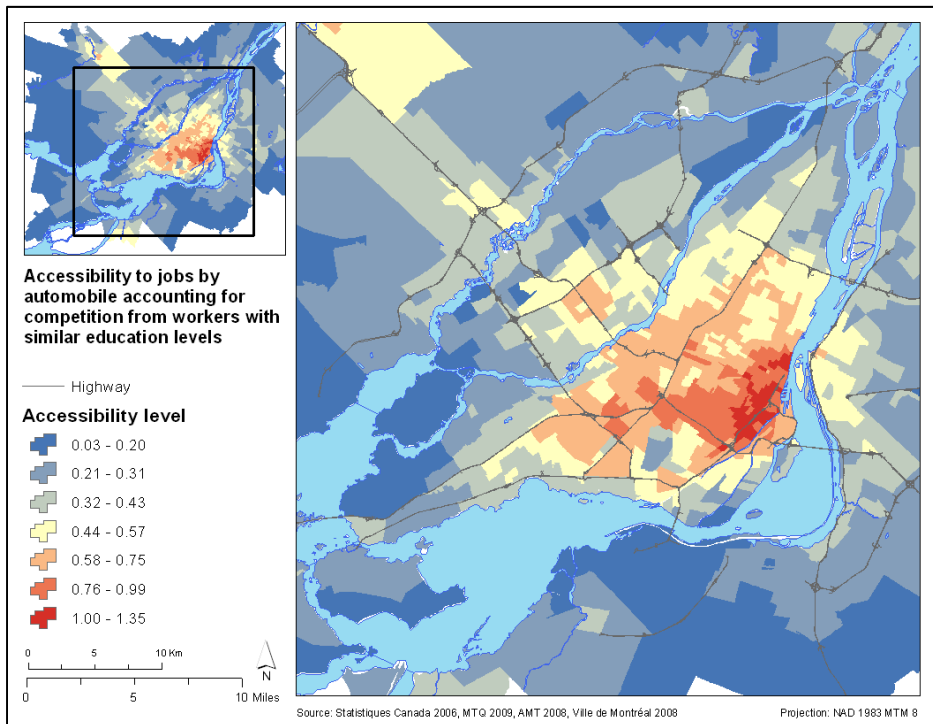 Accessibility to jobs by
automobile accounting for
competition from workers with
similar education levels
Highway
Accessibility level
0.03 - 0.20
0.21 - 0.31
0.32 - 0.43
0.44 - 0.57
0.58 - 0.75
0.76 - 0.99
1.00 - 1.35
0 5 10 Km
N
0 5 10 Miles
Source: Statistiques Canada 2006, MTQ 2009, AMT 2008, Ville de Montréal 2008
Projection: NAD 1983 MTM 8